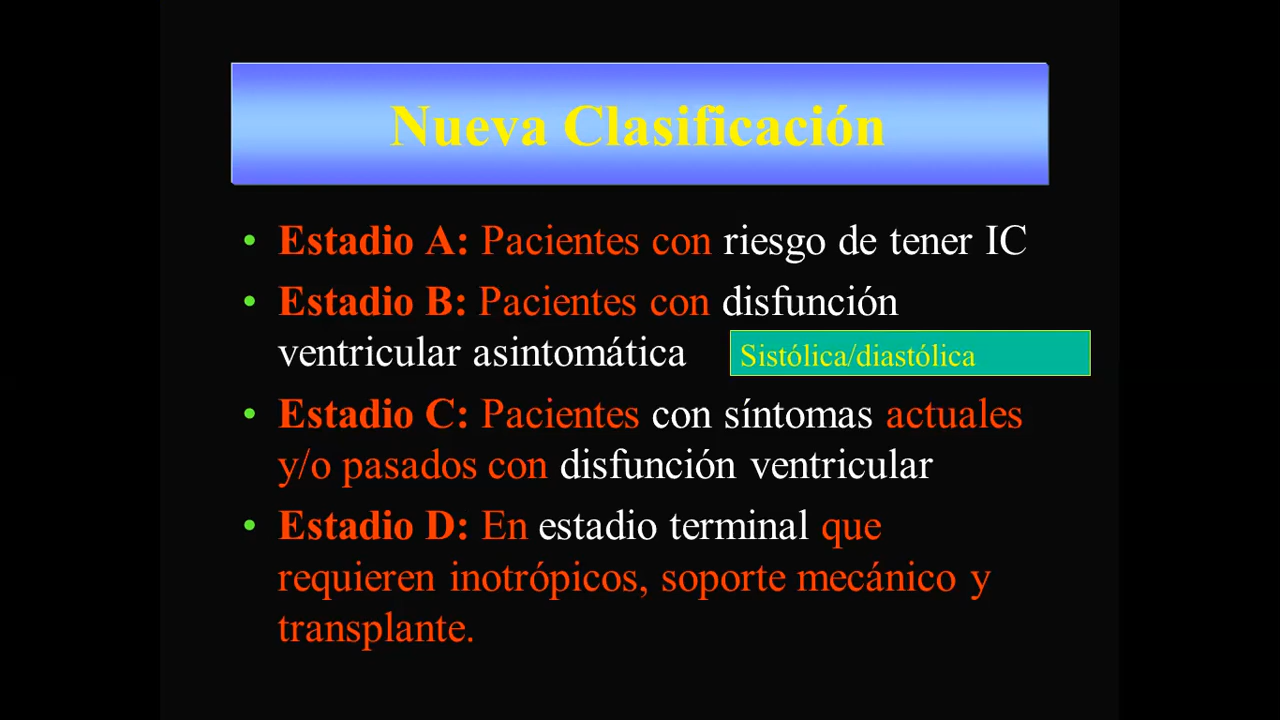 Nueva Clasificación
• Estadio A: Pacientes con riesgo de tener IC
• Estadio B: Pacientes con disfunción
ventricular asintomática
Sistólica/diastólica
• Estadio C: Pacientes con síntomas actuales
y/o pasados con disfunción ventricular
• Estadio D: En estadio terminal que
requieren inotrópicos, soporte mecánico y
transplante.